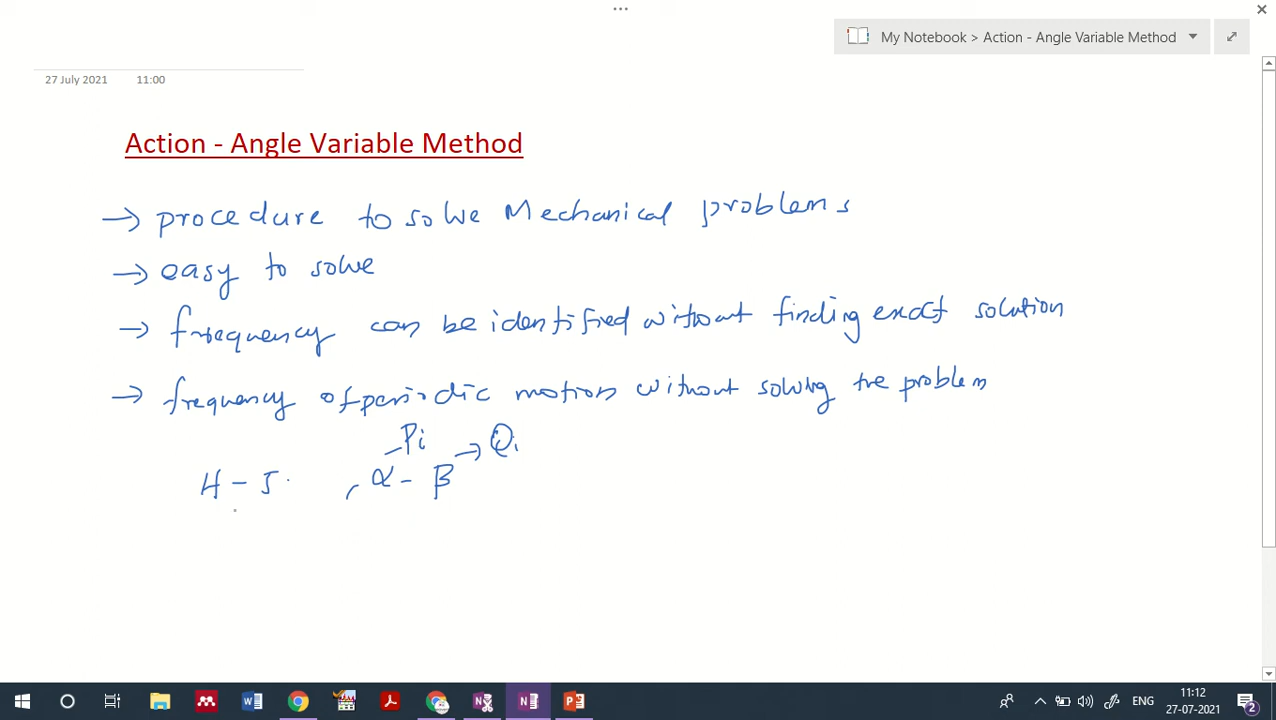 My Notebook > Action - Angle Variable Method
27 July 2021 11:00
Action - Angle Variable Method
→ procedure to solve Mechanical problems
→ easy to solve
→ frequency can be identified without finding exact solution
→ frequency of periodic motion without solving the problem
Pi → Qi
H - J , α - β
ENG
11:12
27-07-2021
2